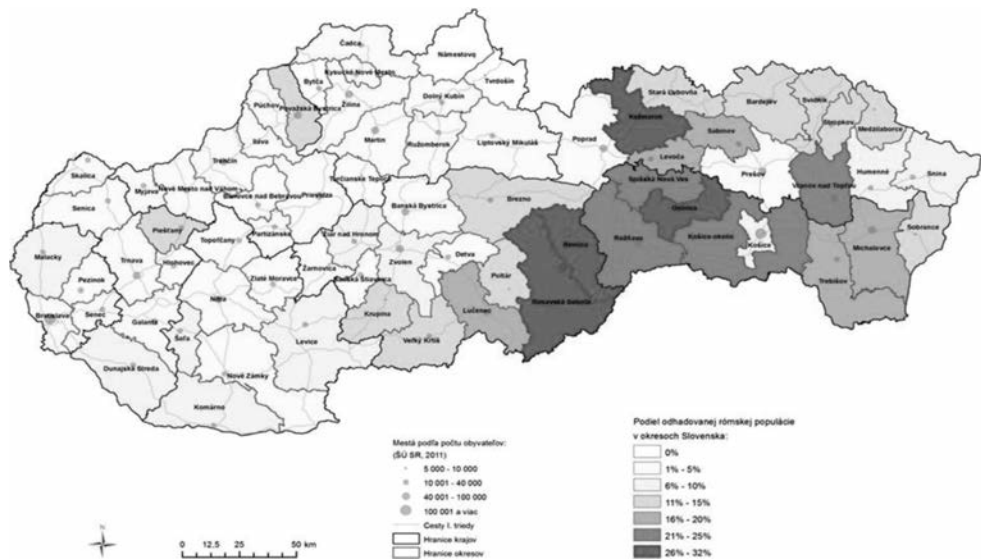 Čadca
Námestovo
Kysucké Nové Mesto
Tvrdošín
Bytča
Stará Ľubovňa
Bardejov
Svidník
Púchov
Považská Bystrica
Žilina
Dolný Kubín
Kežmarok
Stropkov
Medzilaborce
Sabinov
Ilava
Martin
Ružomberok
Liptovský Mikuláš
Poprad
Levoča
Trenčín
Prešov
Humenné
Snina
Skalica
Turčianske Teplice
Spišská Nová Ves
Vranov nad Topľou
Myjava
Nové Mesto nad Váhom
Bánovce nad Bebravou
Prievidza
Senica
Banská Bystrica
Brezno
Gelnica
Piešťany
Partizánske
Topoľčany
Žiar nad Hronom
Revúca
Rožňava
Košice okolie
Košice
Michalovce
Sobrance
Malacky
Trnava
Hlohovec
Zvolen
Detva
Žarnovica
Banská Štiavnica
Poltár
Trebišov
Pezinok
Zlaté Moravce
Nitra
Krupina
Lučenec
Rimavská Sobota
Bratislava
Senec
Galanta
Šaľa
Levice
Veľký Krtíš
Dunajská Streda
Nové Zámky
Komárno
Mestá podľa počtu obyvateľov:
(ŠÚ SR, 2011)
5 000 - 10 000
10 001 - 40 000
40 001 - 100 000
100 001 a viac
Cesty I. triedy
Hranice krajov
Hranice okresov
Podiel odhadovanej rómskej populácie
v okresoch Slovenska:
0%
1% - 5%
6% - 10%
11% - 15%
16% - 20%
21% - 25%
26% - 32%
N
0 12,5 25 50 km